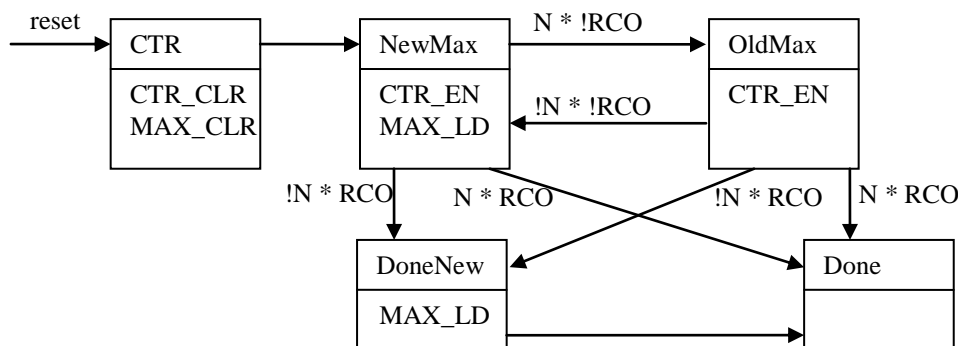 reset
CTR
CTR_CLR
MAX_CLR
NewMax
CTR_EN
MAX_LD
N * !RCO
!N * !RCO
OldMax
CTR_EN
!N * RCO
N * RCO
!N * RCO
N * RCO
DoneNew
MAX_LD
Done